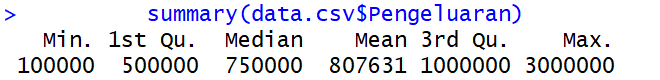 > summary(data.csv$Pengeluaran)
Min. 1st Qu. Median Mean 3rd Qu. Max.
100000 500000 750000 807631 1000000 3000000